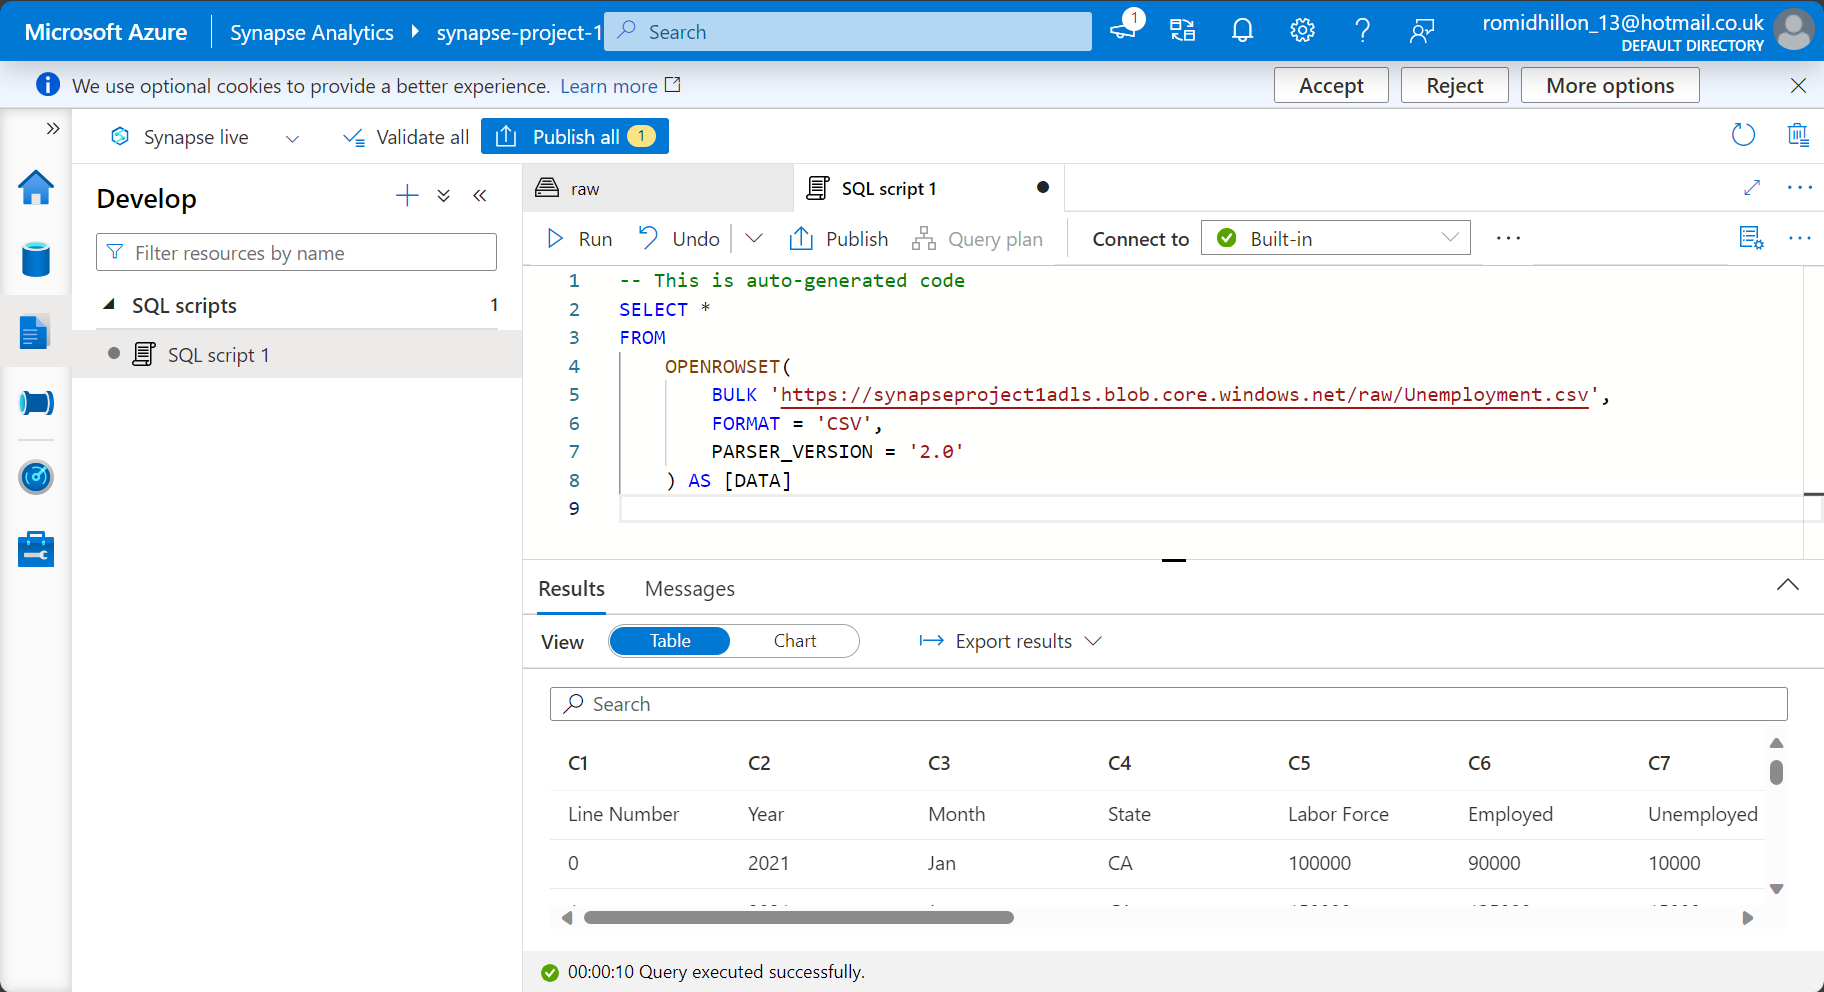 Microsoft Azure Synapse Analytics synapse-project-1 Search 1 romidhillon_13@hotmail.co.uk
DEFAULT DIRECTORY
We use optional cookies to provide a better experience. Learn more Accept Reject More options
Synapse live Validate all Publish all 1
Develop
Filter resources by name
SQL scripts 1
SQL script 1
raw SQL script 1
Run Undo Publish Query plan Connect to Built-in
1 -- This is auto-generated code
2 SELECT *
3 FROM
4 OPENROWSET(
5 BULK 'https://synapseproject1adls.blob.core.windows.net/raw/Unemployment.csv',
6 FORMAT = 'CSV',
7 PARSER_VERSION = '2.0'
8 ) AS [DATA]
9
Results Messages
View Table Chart Export results
Search
C1 C2 C3 C4 C5 C6 C7
Line Number Year Month State Labor Force Employed Unemployed
0 2021 Jan CA 100000 90000 10000
00:00:10 Query executed successfully.